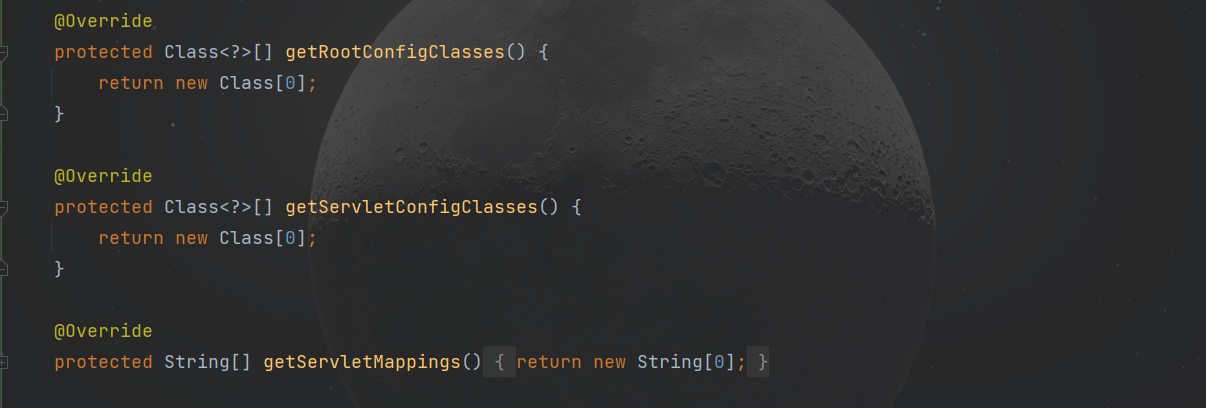 @Override
protected Class<?>[] getRootConfigClasses() {
return new Class[0];
}
@Override
protected Class<?>[] getServletConfigClasses() {
return new Class[0];
}
@Override
protected String[] getServletMappings() { return new String[0]; }